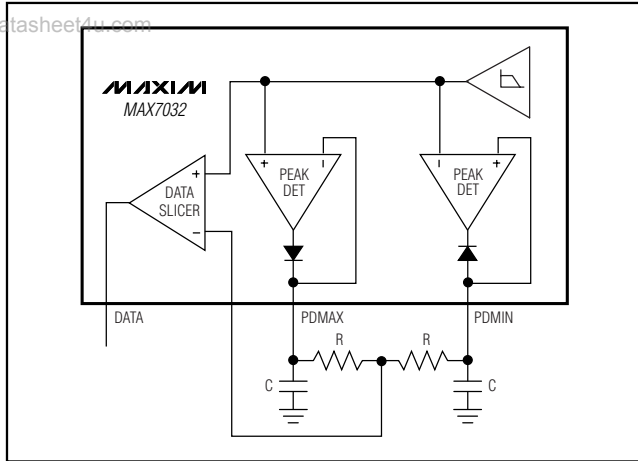 atasheet4u.com
MAXIM
MAX7032
+ -
PEAK
DET
- +
PEAK
DET
+
DATA
SLICER
-
DATA
PDMAX
PDMIN
R
R
C
C